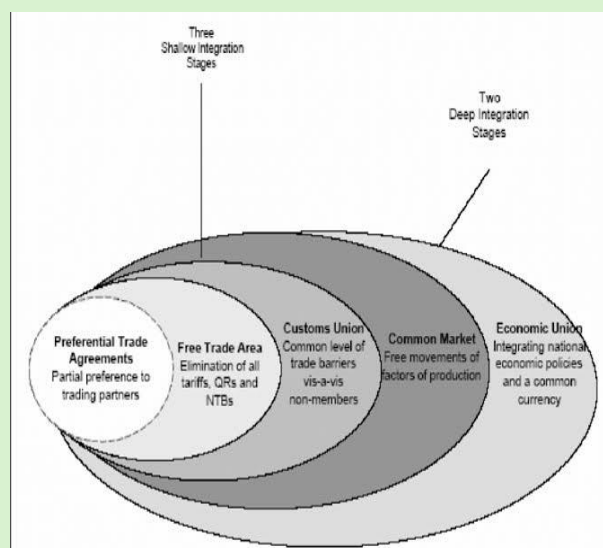 Three
Shallow Integration
Stages
Two
Deep Integration
Stages
Preferential Trade
Agreements
Partial preference to
trading partners
Free Trade Area
Elimination of all
tariffs, QRs and
NTBs
Customs Union
Common level of
trade barriers
vis-a-vis
non-members
Common Market
Free movements of
factors of production
Economic Union
Integrating national
economic policies
and a common
currency